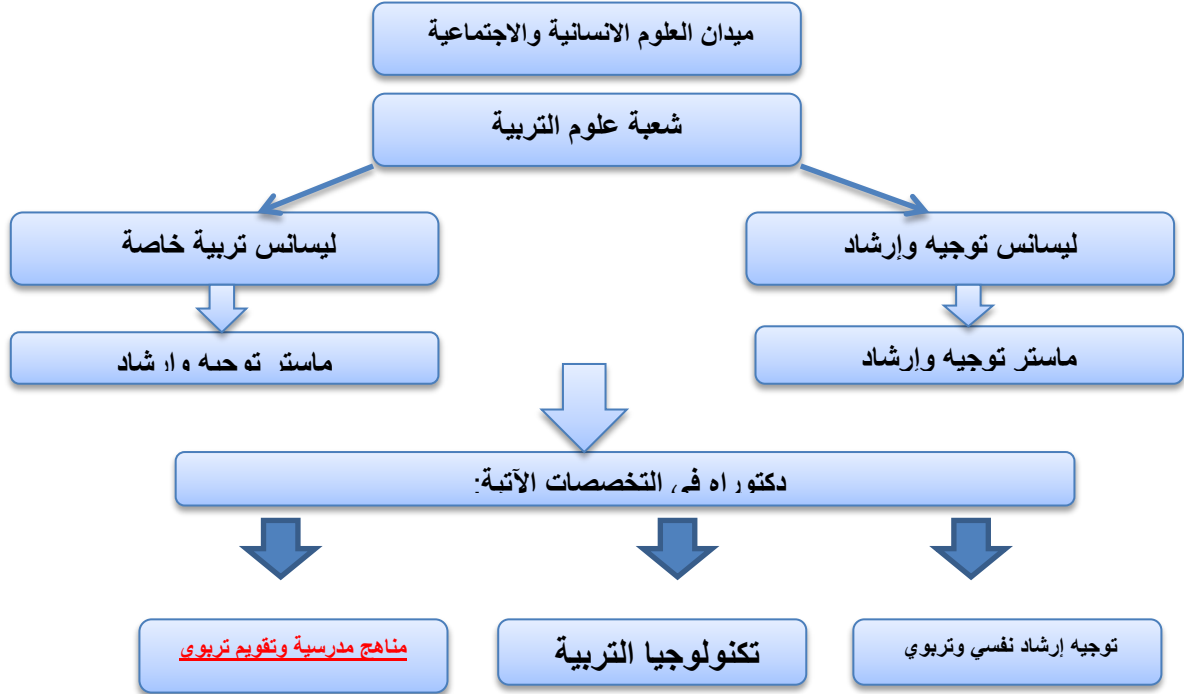 ميدان العلوم الانسانية والاجتماعية
شعبة علوم التربية
ليسانس توجيه وإرشاد
ليسانس تربية خاصة
ماستر توجيه وإرشاد
ماستر توجيه وإرشاد
دكتوراه في التخصصات الآتية:
توجيه إرشاد نفسي وتربوي
تكنولوجيا التربية
مناهج مدرسية وتقويم تربوي